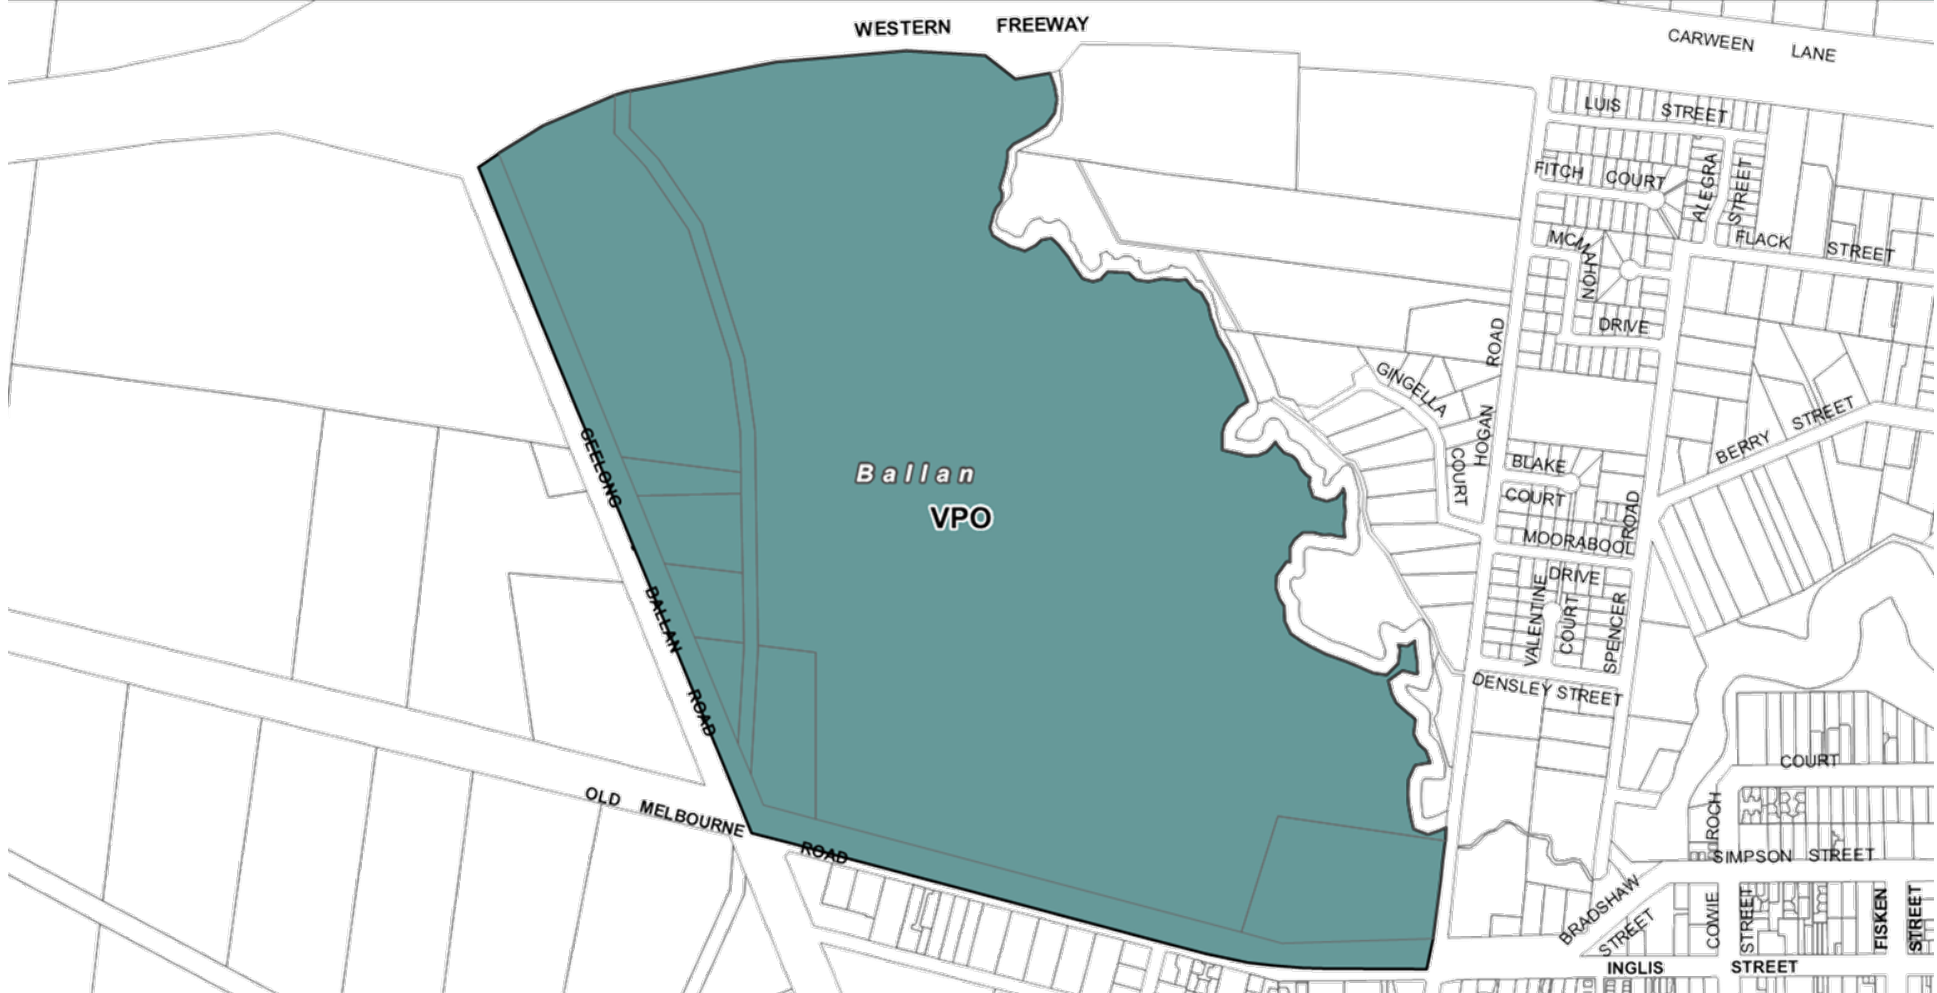 WESTERN FREEWAY
CARWEEN LANE
LUIS STREET
FITCH COURT
ALEGRA STREET
MCMAHON DRIVE
FLACK STREET
ROAD
HOGAN
GINGELLA
COURT
BERRY STREET
BLAKE
COURT
ROAD
SPENCER
MOORABOOL
DRIVE
VALENTINE
COURT
DENSLEY STREET
GEELONG
BALLAN
ROAD
Ballan
VPO
OLD MELBOURNE
ROAD
COURT
ROCH
SIMPSON STREET
BRADSHAW
STREET
COWIE
STREET
FISKEN
STREET
INGLIS STREET